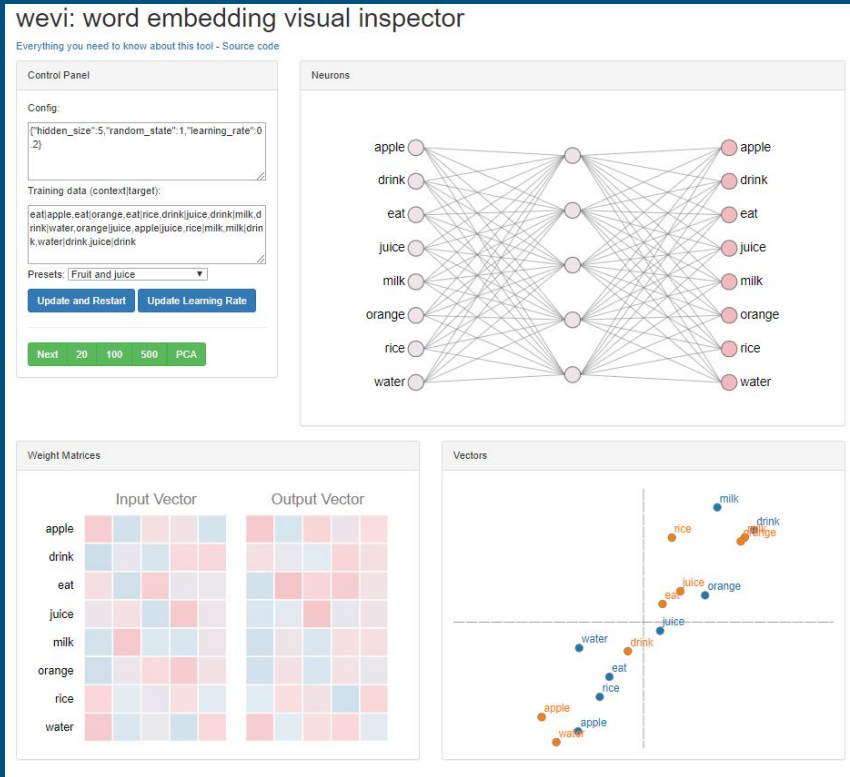 wevi: word embedding visual inspector
Everything you need to know about this tool - Source code
Control Panel
Config:
{"hidden_size":5,"random_state":1,"learning_rate":0
.2}
Training data (context|target):
eat|apple,eat|orange,eat|rice,drink|juice,drink|milk,d
rink|water,orange|juice,apple|juice,rice|milk,milk|drin
k,water|drink,juice|drink
Presets: Fruit and juice
Update and Restart Update Learning Rate
Next 20 100 500 PCA
Neurons
apple apple
drink drink
eat eat
juice juice
milk milk
orange orange
rice rice
water water
Weight Matrices
Input Vector Output Vector
apple
drink
eat
juice
milk
orange
rice
water
Vectors
milk
drink
rice
milk
orange
juice
orange
eat
juice
water
drink
eat
rice
apple
apple
water